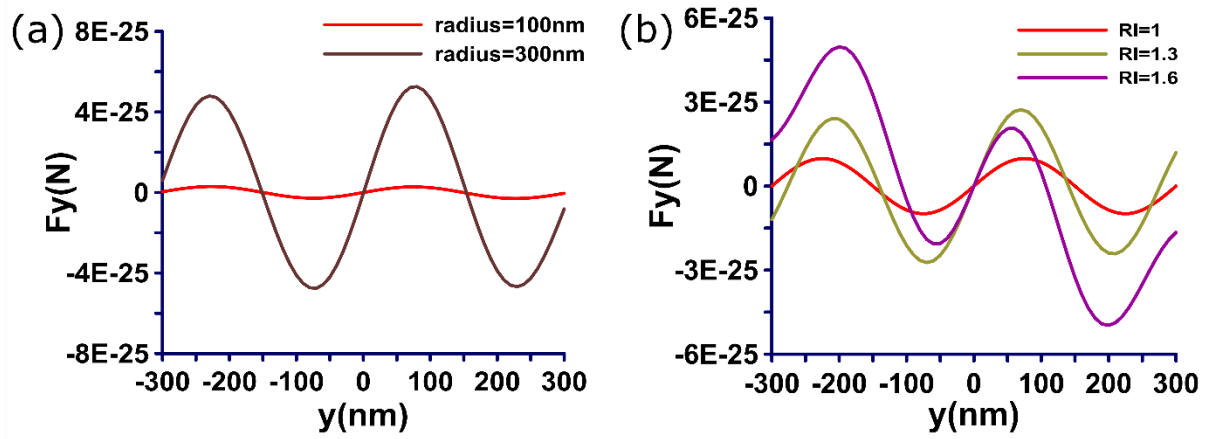 (a)
radius=100nm
radius=300nm
8E-25
4E-25
0
-4E-25
-8E-25
Fy(N)
-300 -200 -100 0 100 200 300
y(nm)
(b)
RI=1
RI=1.3
RI=1.6
6E-25
3E-25
0
-3E-25
-6E-25
Fy(N)
-300 -200 -100 0 100 200 300
y(nm)